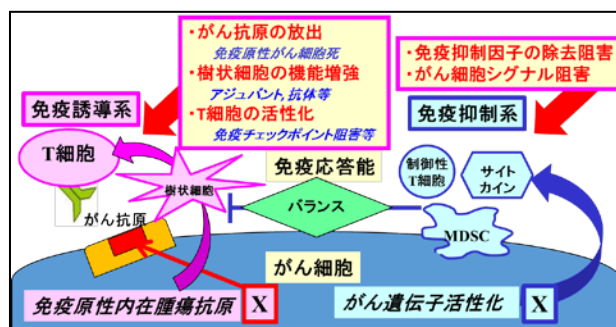 ・がん抗原の放出
免疫原性がん細胞死
・樹状細胞の機能増強
アジュバント,抗体等
・T細胞の活性化
免疫チェックポイント阻害等
・免疫抑制因子の除去阻害
・がん細胞シグナル阻害
免疫誘導系
免疫抑制系
T細胞
樹状細胞
がん抗原
免疫応答能
バランス
制御性
T細胞
サイト
カイン
MDSC
がん細胞
免疫原性内在腫瘍抗原
X
がん遺伝子活性化
X